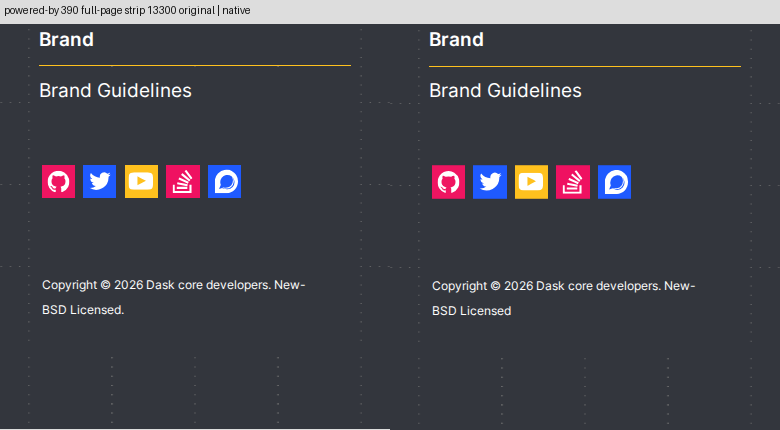 powered-by 390 full-page strip 13300 original | native
Brand
Brand Guidelines
Copyright © 2026 Dask core developers. New-
BSD Licensed.
Brand
Brand Guidelines
Copyright © 2026 Dask core developers. New-
BSD Licensed